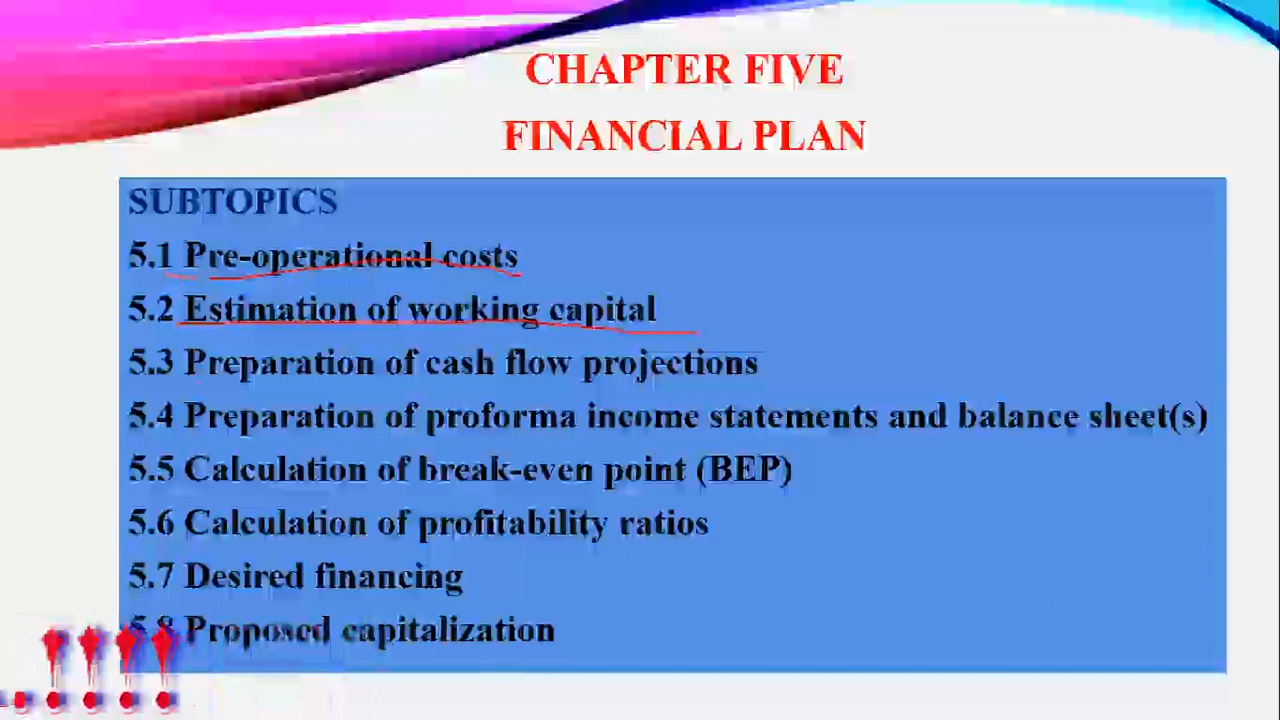 CHAPTER FIVE
FINANCIAL PLAN
SUBTOPICS
5.1 Pre-operational costs
5.2 Estimation of working capital
5.3 Preparation of cash flow projections
5.4 Preparation of proforma income statements and balance sheet(s)
5.5 Calculation of break-even point (BEP)
5.6 Calculation of profitability ratios
5.7 Desired financing
5.8 Proposed capitalization